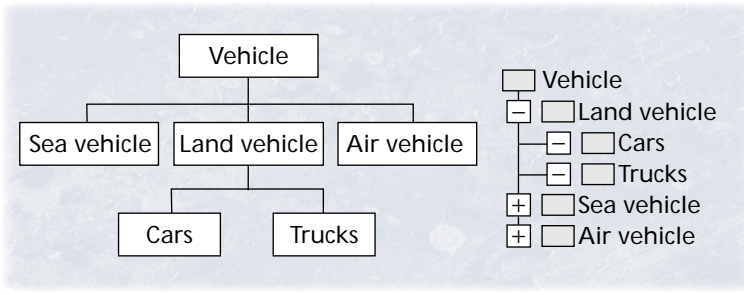 Vehicle
Sea vehicle
Land vehicle
Air vehicle
Cars
Trucks
Vehicle
− Land vehicle
− Cars
− Trucks
+ Sea vehicle
+ Air vehicle